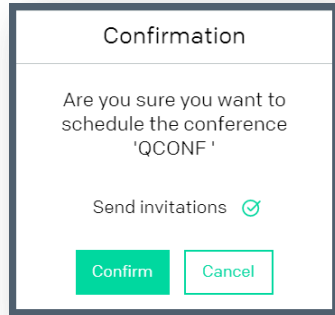 Confirmation
Are you sure you want to
schedule the conference
'QCONF '
Send invitations
Confirm
Cancel